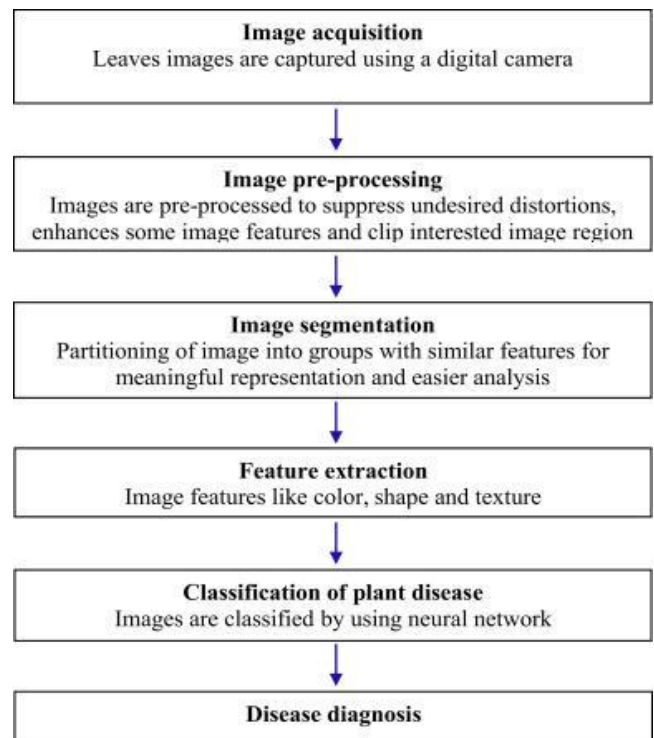 Image acquisition
Leaves images are captured using a digital camera
Image pre-processing
Images are pre-processed to suppress undesired distortions,
enhances some image features and clip interested image region
Image segmentation
Partitioning of image into groups with similar features for
meaningful representation and easier analysis
Feature extraction
Image features like color, shape and texture
Classification of plant disease
Images are classified by using neural network
Disease diagnosis